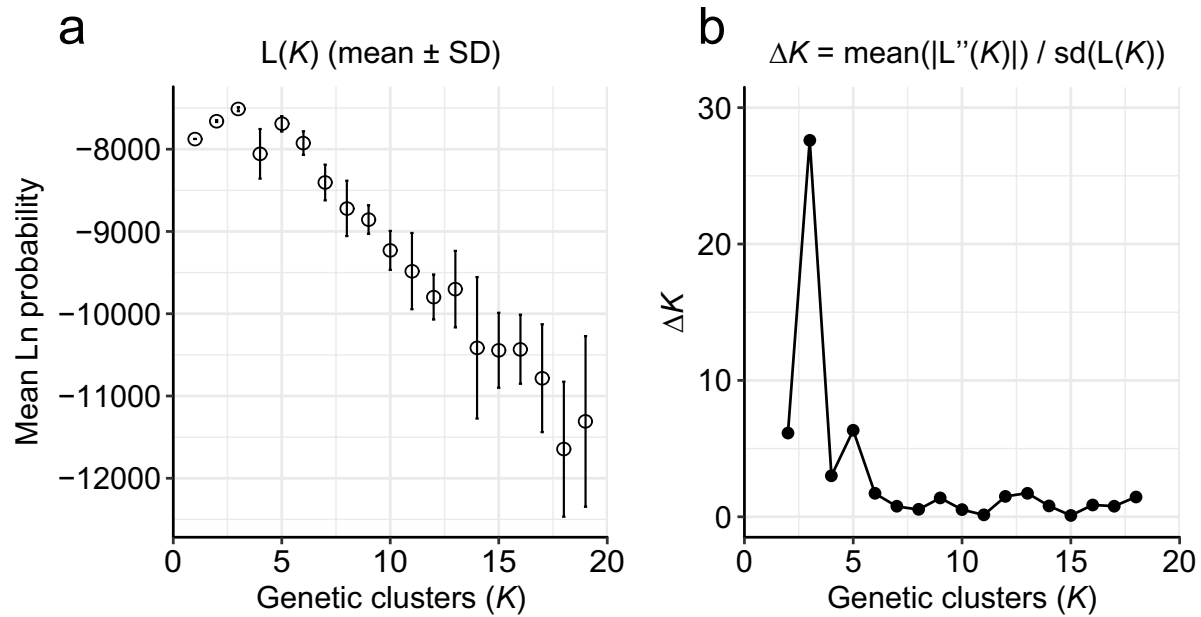 a
L(K) (mean ± SD)
Mean Ln probability
−8000
−9000
−10000
−11000
−12000
0 5 10 15 20
Genetic clusters (K)
b
ΔK = mean(|L’’(K)|) / sd(L(K))
ΔK
30
20
10
0
0 5 10 15 20
Genetic clusters (K)